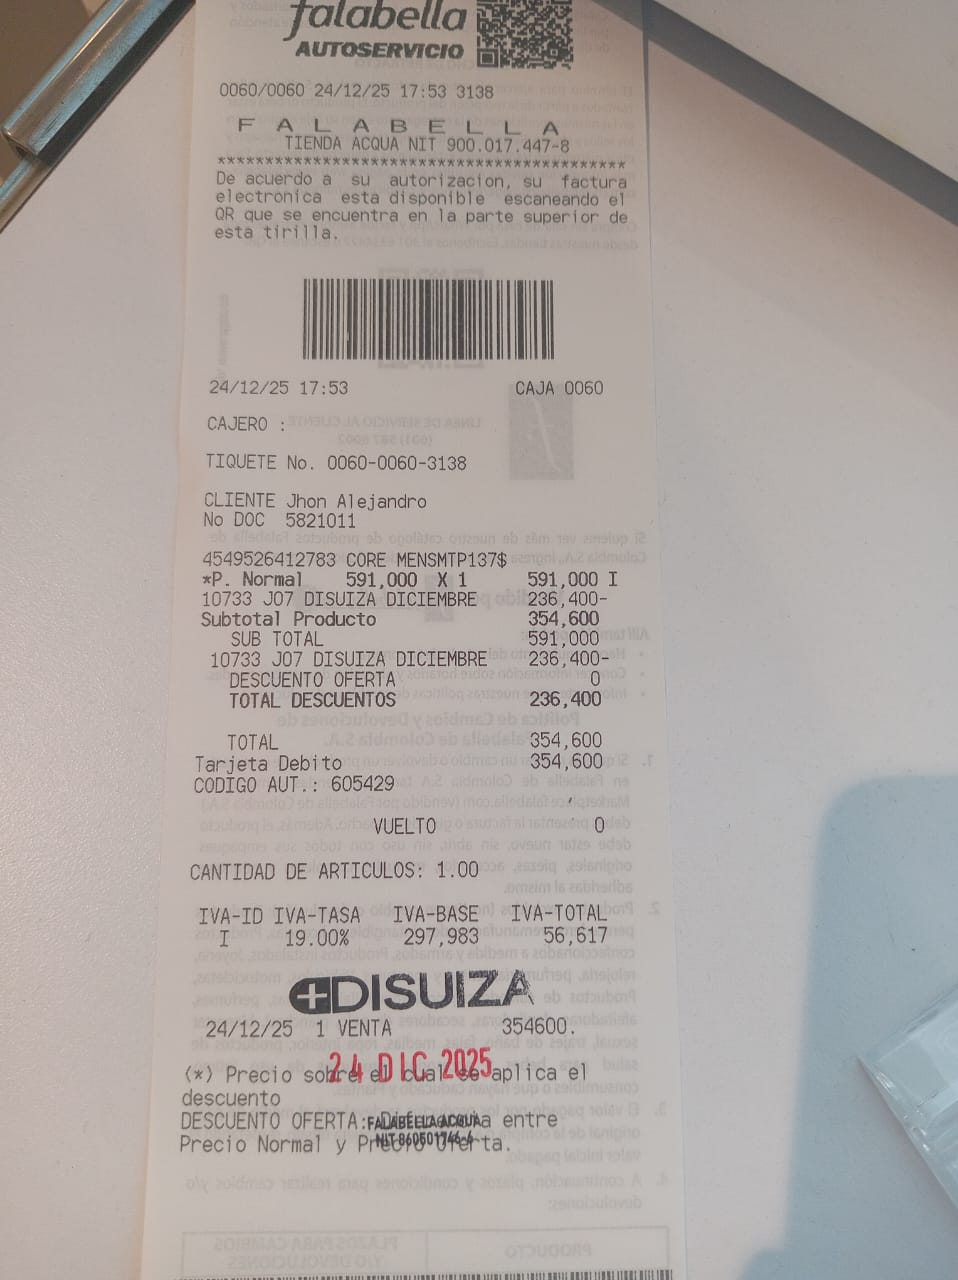 falabella
AUTOSERVICIO
0060/0060 24/12/25 17:53 3138
F A L A B E L L A
TIENDA ACQUA NIT 900.017.447-8
******************************************
De acuerdo a su autorizacion, su factura
electronica esta disponible escaneando el
QR que se encuentra en la parte superior de
esta tirilla.
24/12/25 17:53 CAJA 0060
CAJERO :
TIQUETE No. 0060-0060-3138
CLIENTE Jhon Alejandro
No DOC 5821011
4549526412783 CORE MENSMTP137$
*P. Normal 591,000 X 1 591,000 I
10733 J07 DISUIZA DICIEMBRE 236,400-
Subtotal Producto 354,600
SUB TOTAL 591,000
10733 J07 DISUIZA DICIEMBRE 236,400-
DESCUENTO OFERTA 0
TOTAL DESCUENTOS 236,400
TOTAL 354,600
Tarjeta Debito 354,600
CODIGO AUT.: 605429
VUELTO 0
CANTIDAD DE ARTICULOS: 1.00
IVA-ID IVA-TASA IVA-BASE IVA-TOTAL
I 19.00% 297,983 56,617
DISUIZA
24/12/25 1 VENTA 354600.
24 DIC 2025
(*) Precio sobre el cual se aplica el
descuento
DESCUENTO OFERTA: entre
FALABELLA ACQUA
Precio Normal y Precio Oferta.
NIT 860501746-6